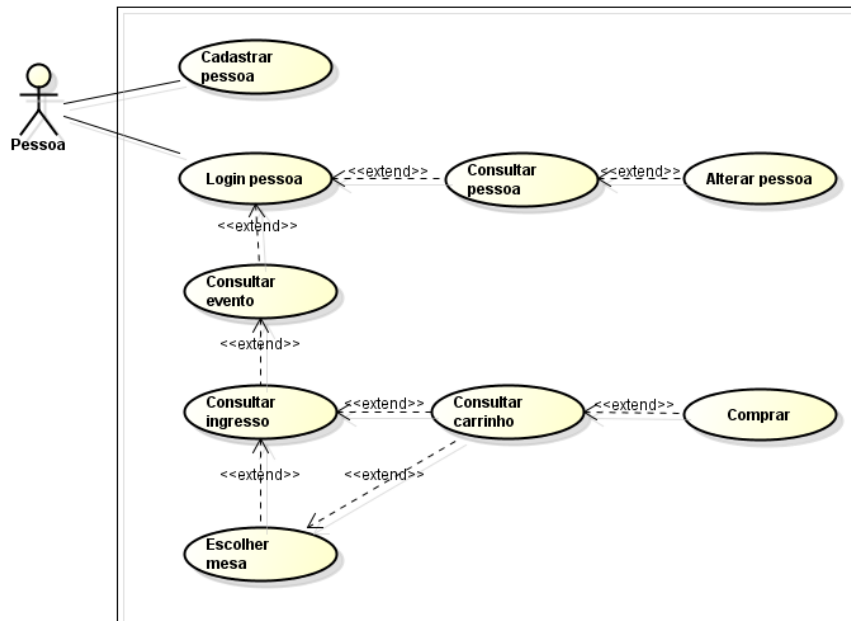 Cadastrar
pessoa
Pessoa
Login pessoa
<<extend>>
Consultar
pessoa
<<extend>>
Alterar pessoa
<<extend>>
Consultar
evento
<<extend>>
Consultar
ingresso
<<extend>>
Consultar
carrinho
<<extend>>
Comprar
<<extend>>
<<extend>>
Escolher
mesa